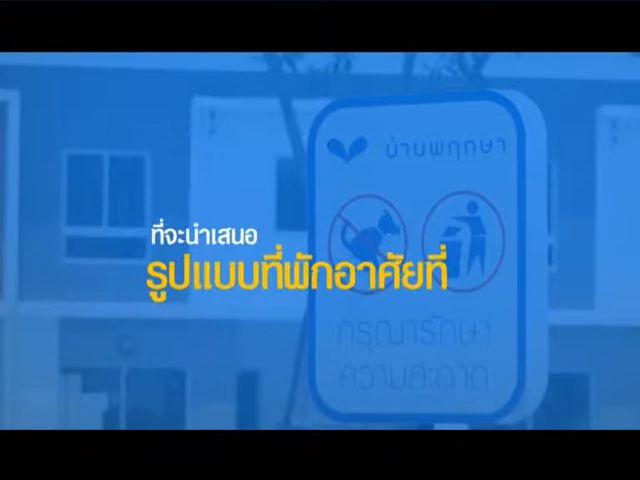 บ้านพฤกษา
ที่จะนำเสนอ
รูปแบบที่พักอาศัยที่
กรุณารักษา
ความสะอาด